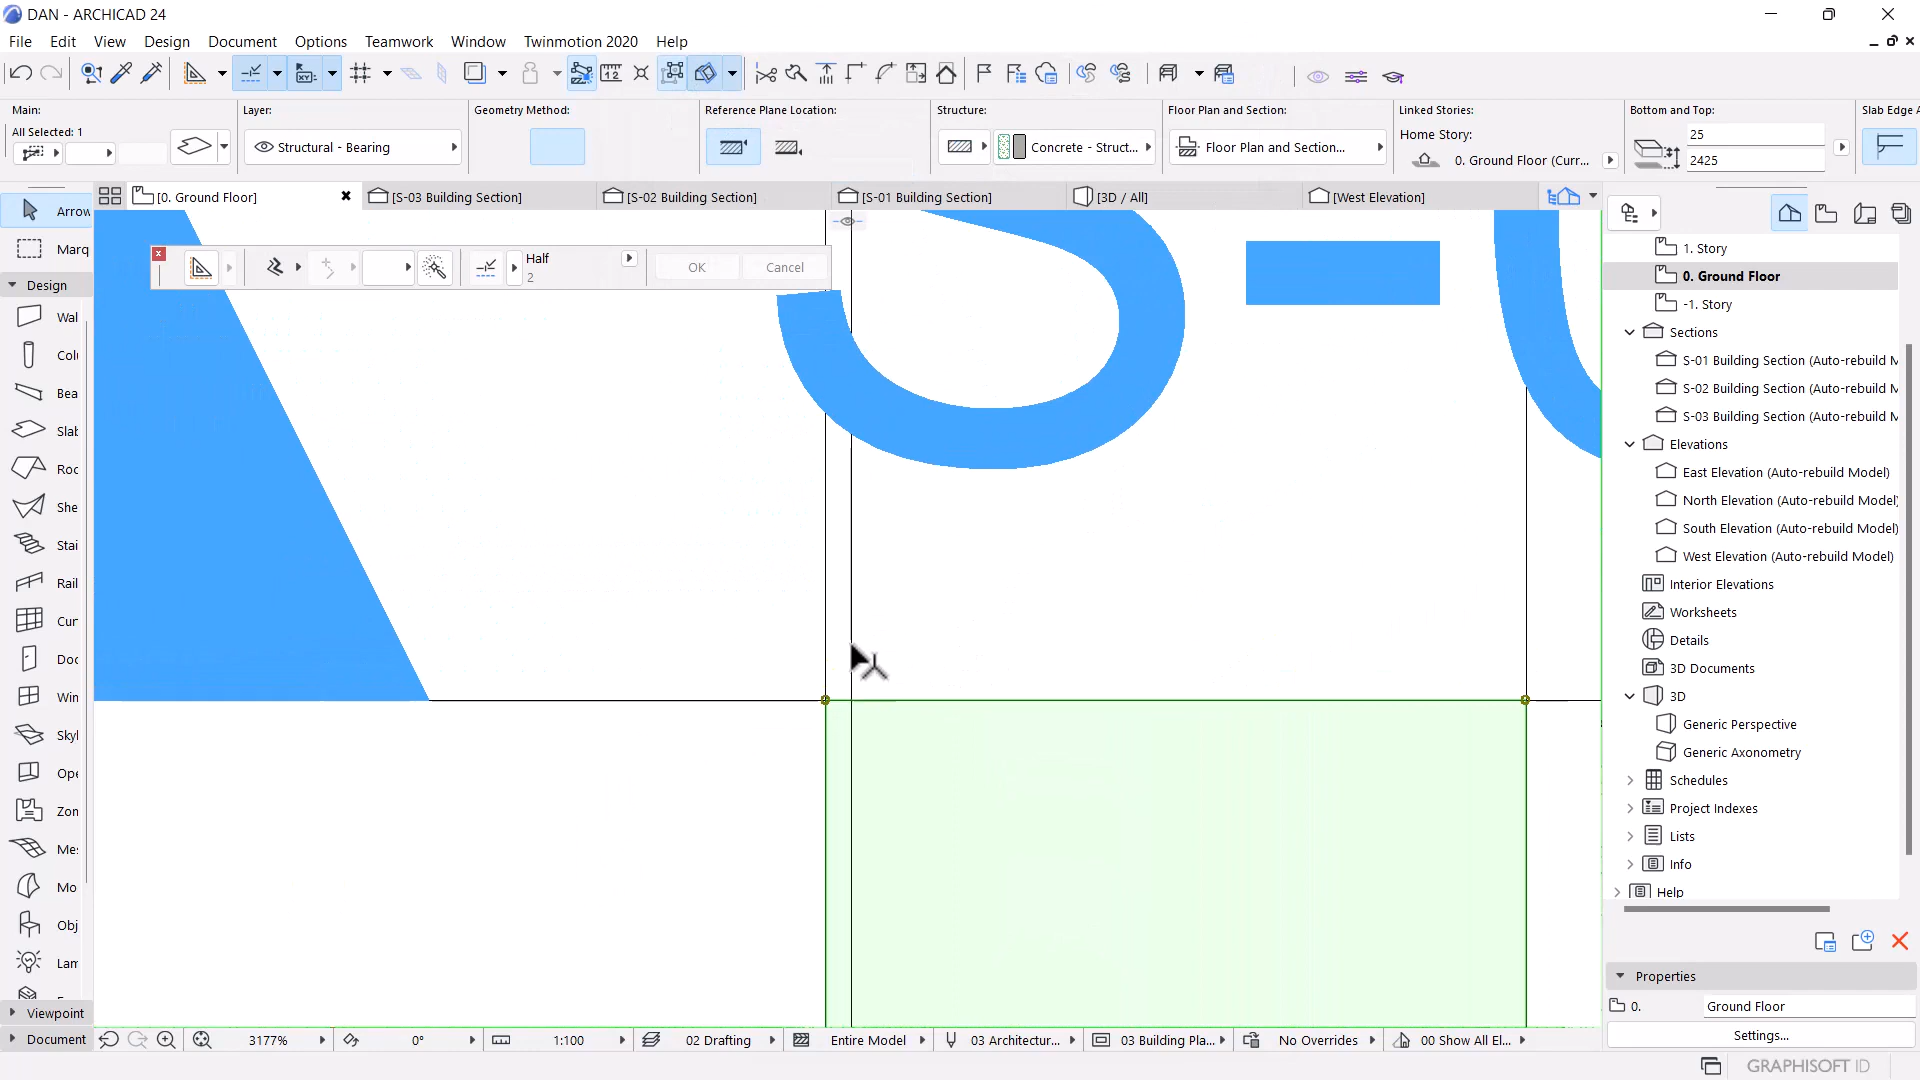 DAN - ARCHICAD 24
File Edit View Design Document Options Teamwork Window Twinmotion 2020 Help
Main: Layer: Geometry Method: Reference Plane Location: Structure: Floor Plan and Section: Linked Stories: Bottom and Top: Slab Edge A
All Selected: 1
Structural - Bearing
Concrete - Struct...
Floor Plan and Section...
Home Story:
0. Ground Floor (Curr...
25
2425
[0. Ground Floor] [S-03 Building Section] [S-02 Building Section] [S-01 Building Section] [3D / All] [West Elevation]
Arrow
Marq
Design
Wal
Colu
Bea
Slab
Roo
She
Stai
Rail
Cur
Doo
Win
Skyl
Ope
Zon
Mes
Mo
Obj
Lam
Viewpoint
Document
Half
2
OK Cancel
S-0
1. Story
0. Ground Floor
-1. Story
Sections
S-01 Building Section (Auto-rebuild M
S-02 Building Section (Auto-rebuild M
S-03 Building Section (Auto-rebuild M
Elevations
East Elevation (Auto-rebuild Model)
North Elevation (Auto-rebuild Model)
South Elevation (Auto-rebuild Model)
West Elevation (Auto-rebuild Model)
Interior Elevations
Worksheets
Details
3D Documents
3D
Generic Perspective
Generic Axonometry
Schedules
Project Indexes
Lists
Info
Help
Properties
0. Ground Floor
Settings...
3177% 0° 1:100 02 Drafting Entire Model 03 Architectur... 03 Building Pla... No Overrides 00 Show All El...
GRAPHISOFT ID